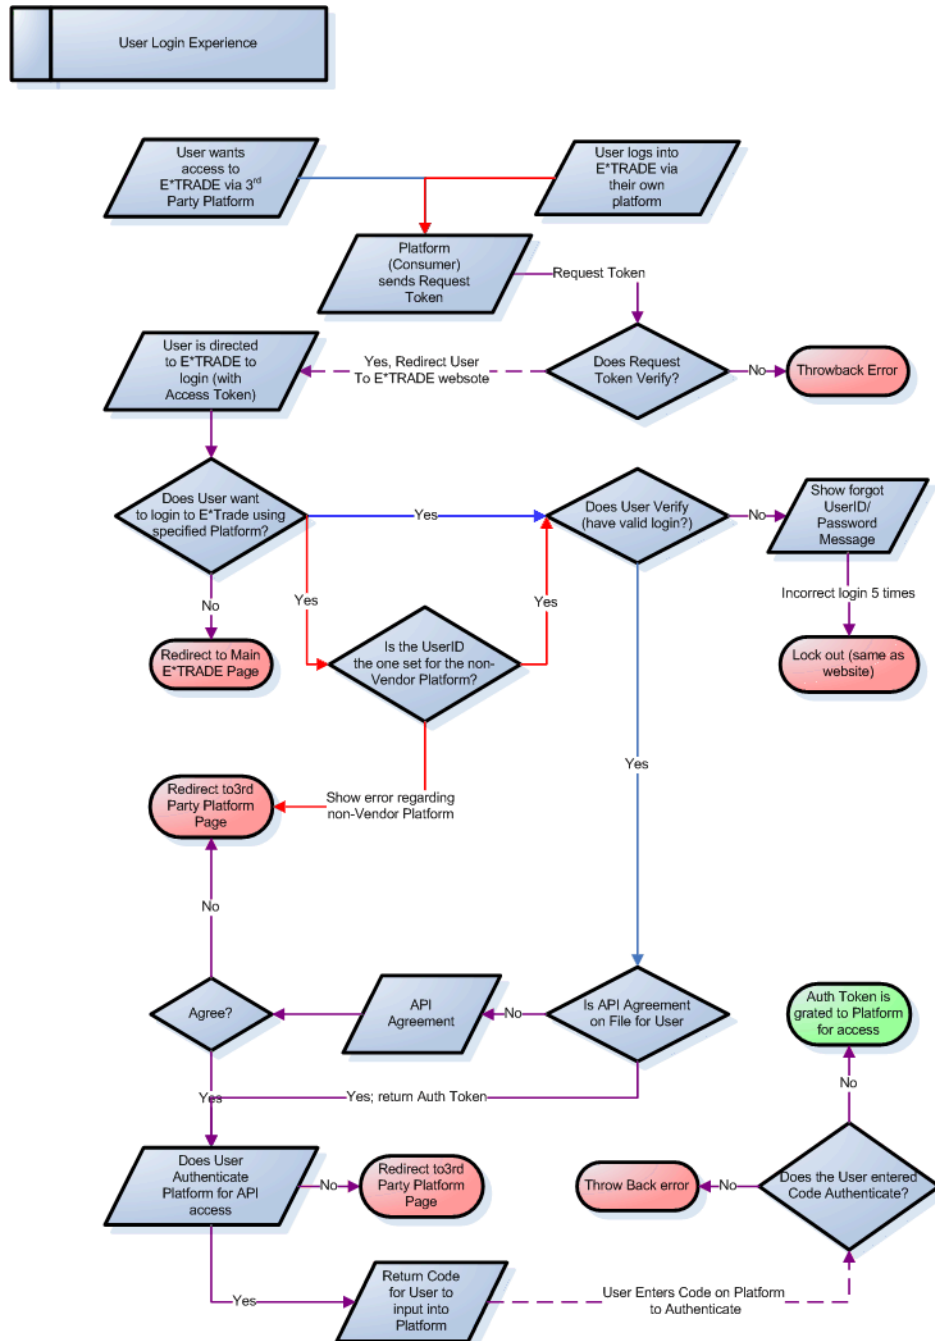 User Login Experience
User wants
access to
E*TRADE via 3rd
Party Platform
User logs into
E*TRADE via
their own
platform
Platform
(Consumer)
sends Request
Token
Request Token
User is directed
to E*TRADE to
login (with
Access Token)
Yes, Redirect User
To E*TRADE websote
Does Request
Token Verify?
No
Throwback Error
Does User want
to login to E*Trade using
specified Platform?
Yes
Does User Verify
(have valid login?)
No
Show forgot
UserID/
Password
Message
Incorrect login 5 times
No
Yes
Yes
Redirect to Main
E*TRADE Page
Is the UserID
the one set for the non-
Vendor Platform?
Lock out (same as
website)
Yes
Redirect to3rd
Party Platform
Page
Show error regarding
non-Vendor Platform
No
Agree?
API
Agreement
No
Is API Agreement
on File for User
Auth Token is
grated to Platform
for access
No
Yes
Yes; return Auth Token
Does User
Authenticate
Platform for API
access
No
Redirect to3rd
Party Platform
Page
Throw Back error
No
Does the User entered
Code Authenticate?
Yes
Return Code
for User to
input into
Platform
User Enters Code on Platform
to Authenticate